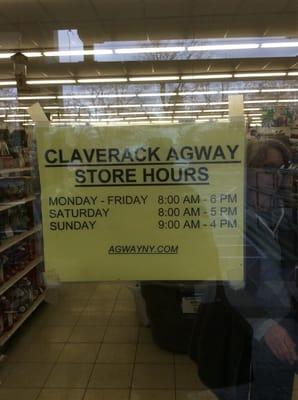 CLAVERACK AGWAY
STORE HOURS
MONDAY - FRIDAY 8:00 AM - 6 PM
SATURDAY 8:00 AM - 5 PM
SUNDAY 9:00 AM - 4 PM
AGWAYNY.COM